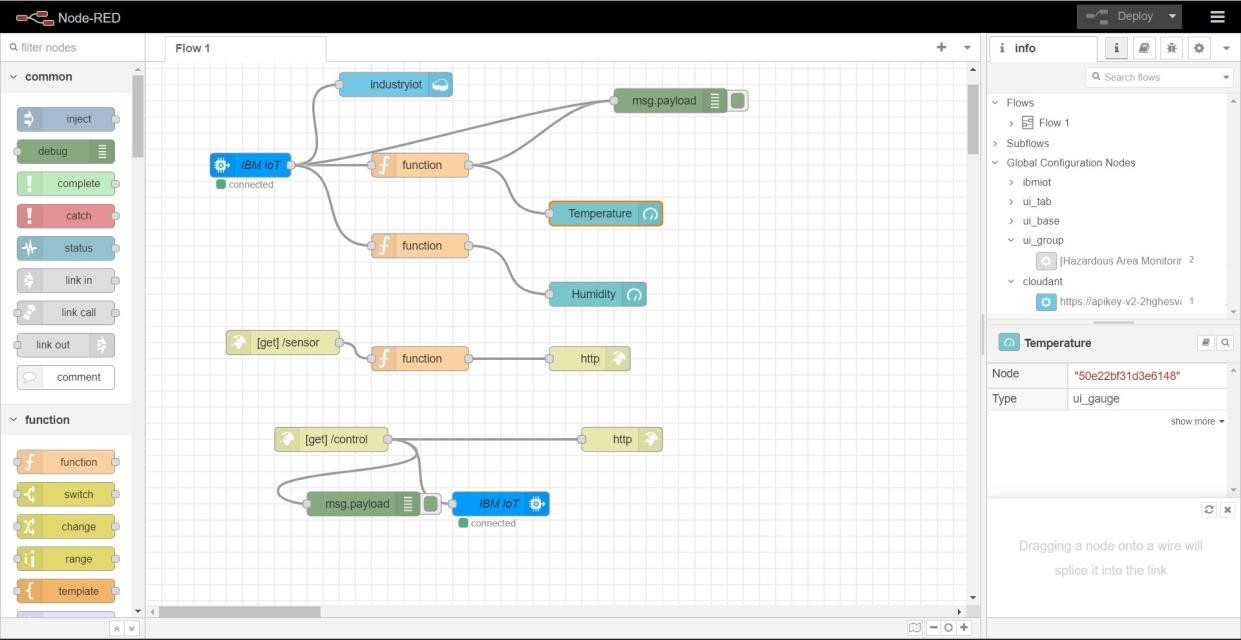 Node-RED
Deploy
filter nodes
Flow 1
info
common
inject
debug
complete
catch
status
link in
link call
link out
comment
function
function
switch
change
range
template
industryiot
msg.payload
IBM IoT
connected
function
Temperature
function
Humidity
[get] /sensor
function
http
[get] /control
http
msg.payload
IBM IoT
connected
Search flows
Flows
Flow 1
Subflows
Global Configuration Nodes
ibmiot
ui_tab
ui_base
ui_group
[Hazardous Area Monitorin 2
cloudant
https://apikey-v2-2hghesv 1
Temperature
Node "50e22bf31d3e6148"
Type ui_gauge
show more
Dragging a node onto a wire will
splice it into the link